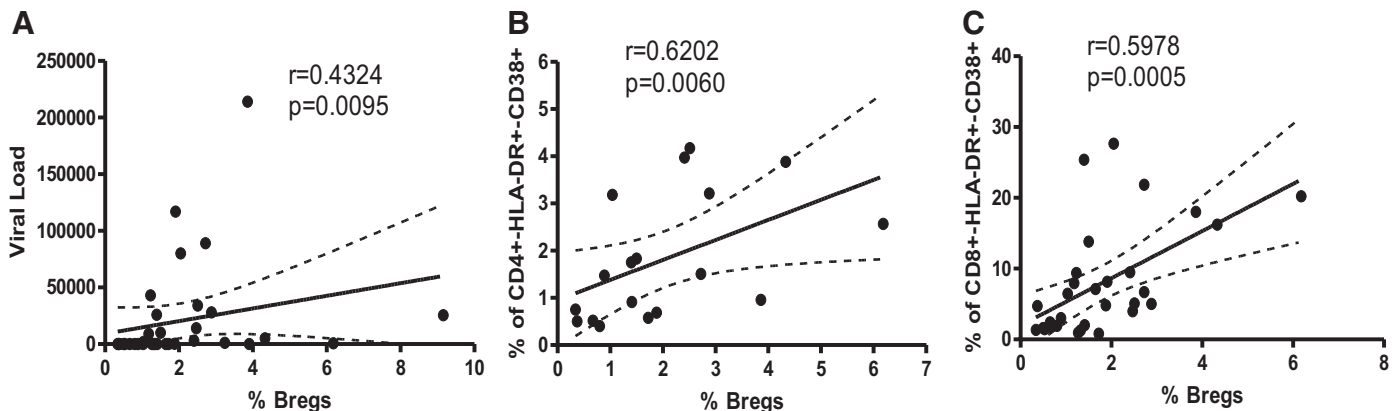 A
Viral Load
250000
200000
150000
100000
50000
0
r=0.4324
p=0.0095
0 2 4 6 8 10
% Bregs
B
% of CD4+-HLA-DR+-CD38+
6
5
4
3
2
1
0
r=0.6202
p=0.0060
0 1 2 3 4 5 6 7
% Bregs
C
% of CD8+-HLA-DR+-CD38+
40
30
20
10
0
r=0.5978
p=0.0005
0 2 4 6 8
% Bregs